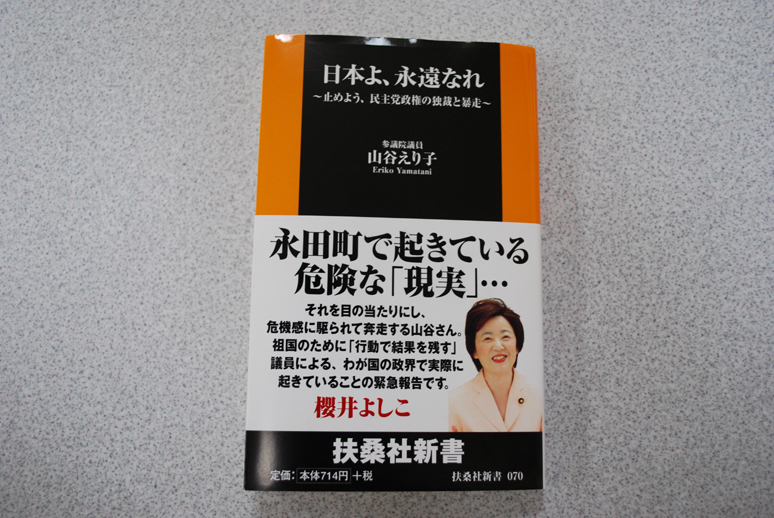 日本よ、永遠なれ
〜止めよう、民主党政権の独裁と暴走〜
参議院議員
山谷えり子
Eriko Yamatani
永田町で起きている
危険な「現実」…
それを目の当たりにし、
危機感に駆られて奔走する山谷さん。
祖国のために「行動で結果を残す」
議員による、わが国の政界で実際に
起きていることの緊急報告です。
櫻井よしこ
扶桑社新書
定価：本体714円＋税
扶桑社新書 070